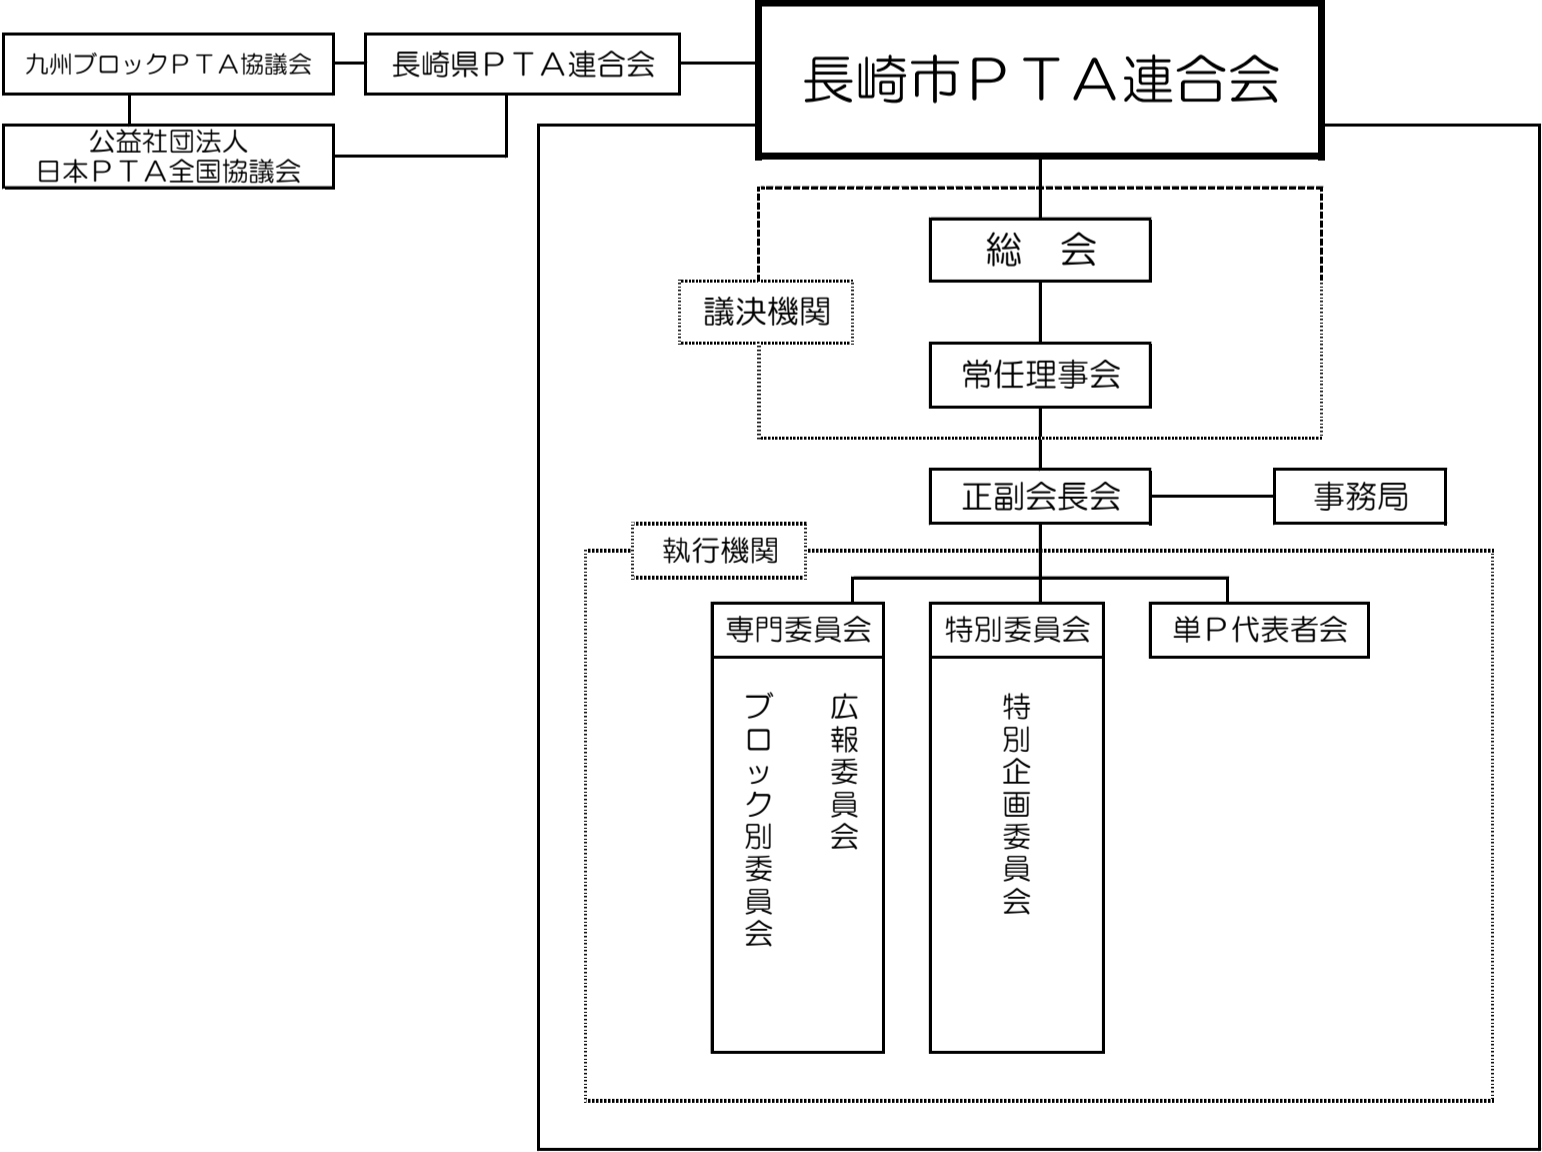 長崎市ＰＴＡ連合会
九州ブロックＰＴＡ協議会
長崎県ＰＴＡ連合会
公益社団法人
日本ＰＴＡ全国協議会
総　会
議決機関
常任理事会
正副会長会
事務局
執行機関
専門委員会
特別委員会
単Ｐ代表者会
広報委員会
ブロック別委員会
特別企画委員会